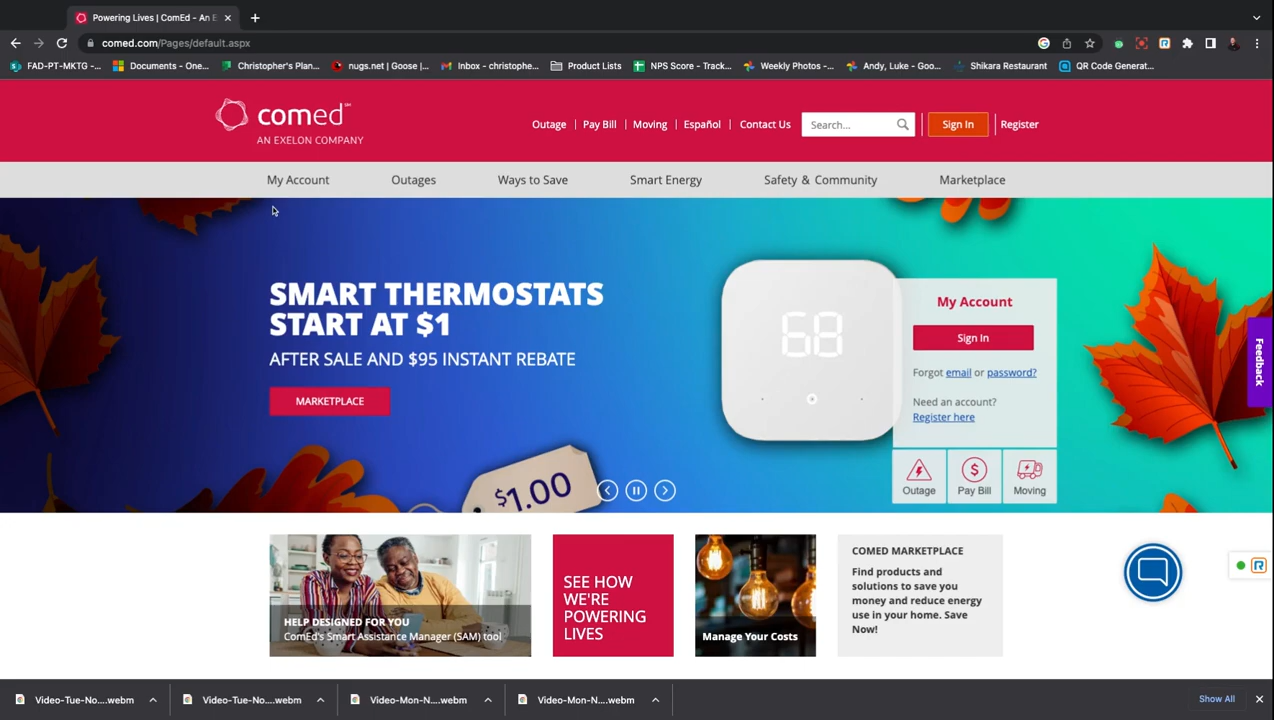 Powering Lives | ComEd - An E
comed.com/Pages/default.aspx
FAD-PT-MKTG -... Documents - One... Christopher's Plan... nugs.net | Goose |... Inbox - christophe... Product Lists NPS Score - Track... Weekly Photos -... Andy, Luke - Goo... Shikara Restaurant QR Code Generat...
comed SM
AN EXELON COMPANY
Outage | Pay Bill | Moving | Español | Contact Us Search... Sign In Register
My Account Outages Ways to Save Smart Energy Safety & Community Marketplace
SMART THERMOSTATS
START AT $1
AFTER SALE AND $95 INSTANT REBATE
MARKETPLACE
68
$1.00
My Account
Sign In
Forgot email or password?
Need an account?
Register here
Outage Pay Bill Moving
Feedback
HELP DESIGNED FOR YOU
ComEd's Smart Assistance Manager (SAM) tool
SEE HOW
WE'RE
POWERING
LIVES
Manage Your Costs
COMED MARKETPLACE
Find products and
solutions to save you
money and reduce energy
use in your home. Save
Now!
Video-Tue-No....webm Video-Tue-No....webm Video-Mon-N....webm Video-Mon-N....webm Show All